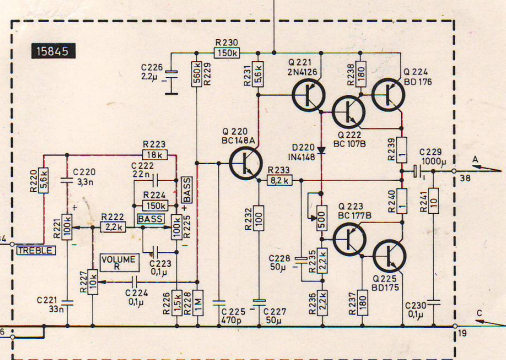 15845
R230
150k
C226
2,2µ
560k
R229
R231
5,6k
Q221
2N4126
R238
180
Q224
BD176
Q220
BC148A
Q222
BC107B
R239
1
C229
1000µ
A
38
D220
IN4148
R223
18k
C222
22n
R224
150k
BASS
R220
5,6k
C220
3,3n
R233
8,2k
R240
1
R241
10
R221
100k
+
−
R222
2,2k
BASS
+
100k
R225
−
R232
100
500
Q223
BC177B
TREBLE
VOLUME
R
C223
0,1µ
C228
50µ
R235
2,2k
Q225
BD175
R227
10k
C224
0,1µ
C221
33n
R226
1,5k
R228
1M
C225
470p
C227
50µ
R236
2,2k
R237
180
C230
0,1µ
C
19